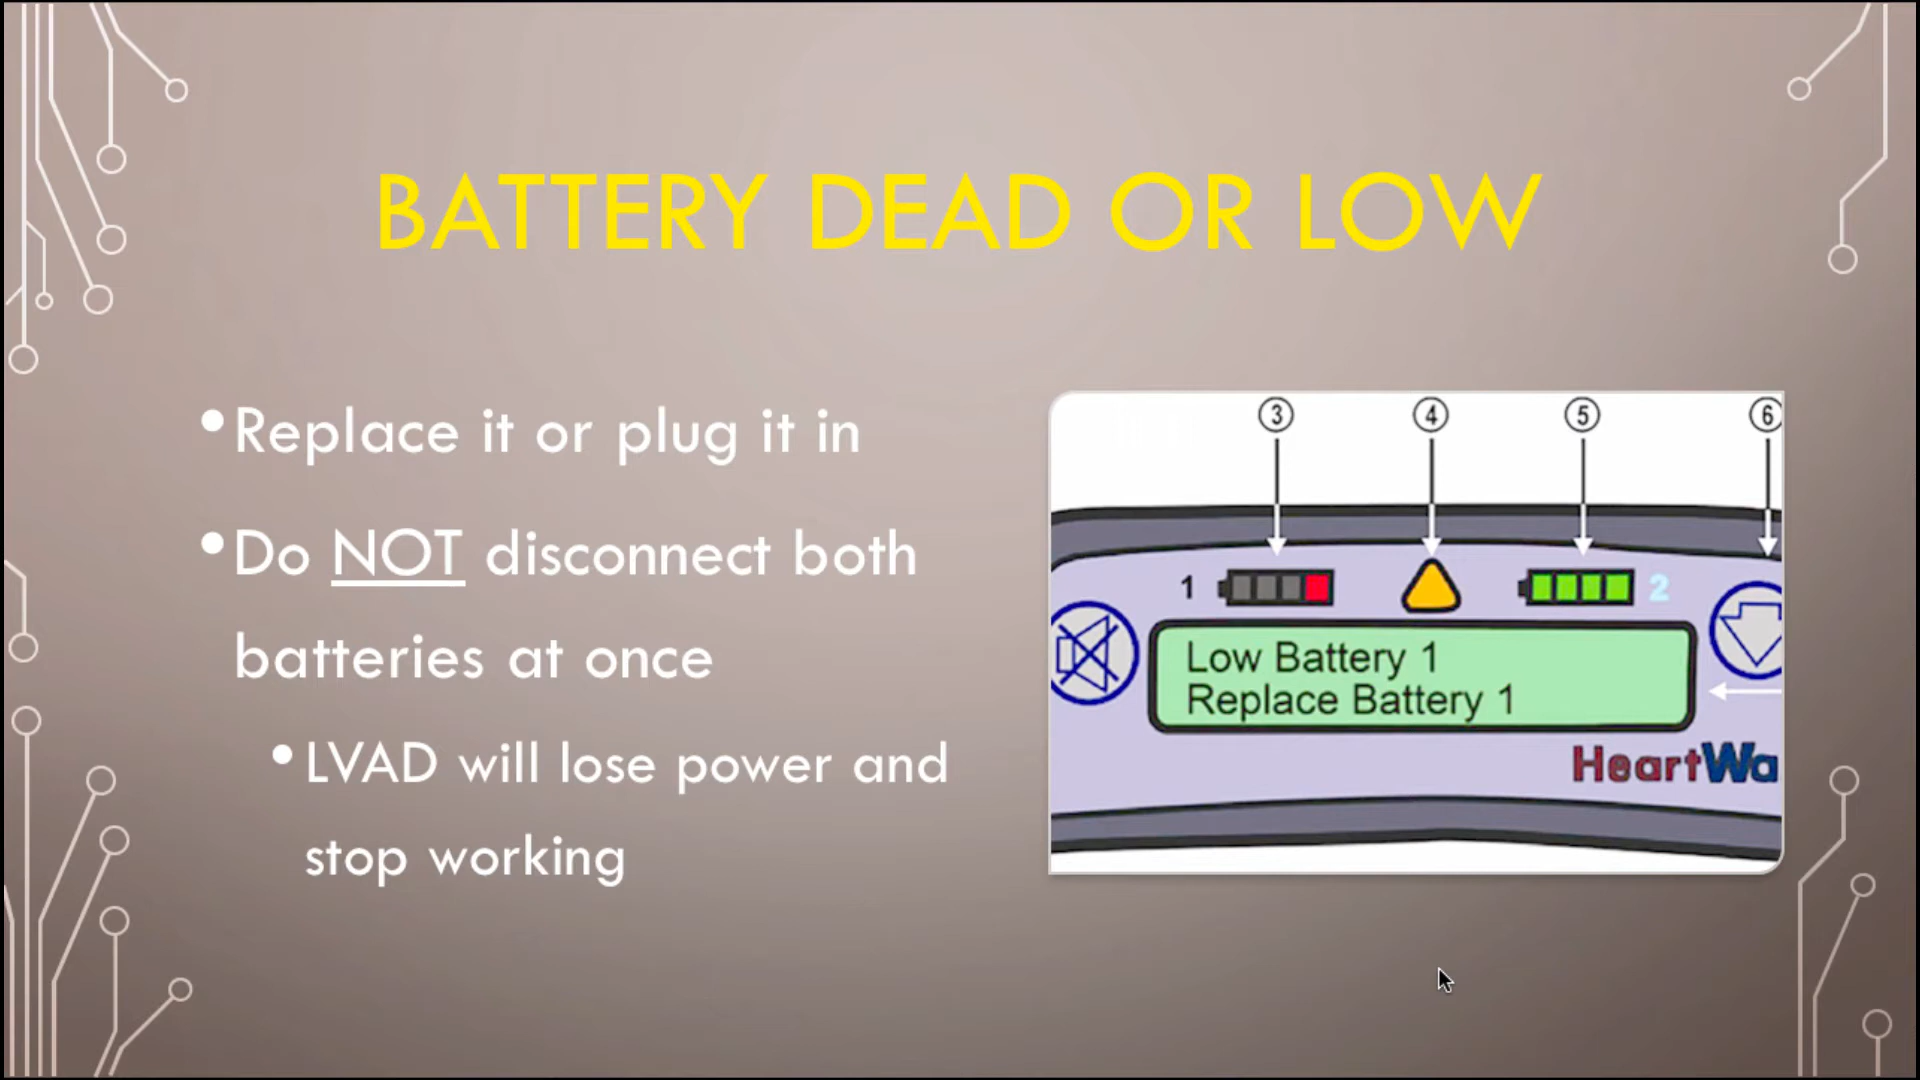 BATTERY DEAD OR LOW
•Replace it or plug it in
•Do NOT disconnect both
batteries at once
•LVAD will lose power and
stop working
3 4 5 6
1 2
Low Battery 1
Replace Battery 1
HeartWa